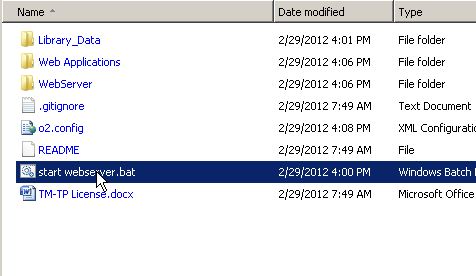 Name Date modified Type
Library_Data 2/29/2012 4:01 PM File folder
Web Applications 2/29/2012 4:06 PM File folder
WebServer 2/29/2012 4:06 PM File folder
.gitignore 2/29/2012 7:49 AM Text Document
o2.config 2/29/2012 4:08 PM XML Configuratio
README 2/29/2012 7:49 AM File
start webserver.bat 2/29/2012 4:00 PM Windows Batch
TM-TP License.docx 2/29/2012 7:49 AM Microsoft Office